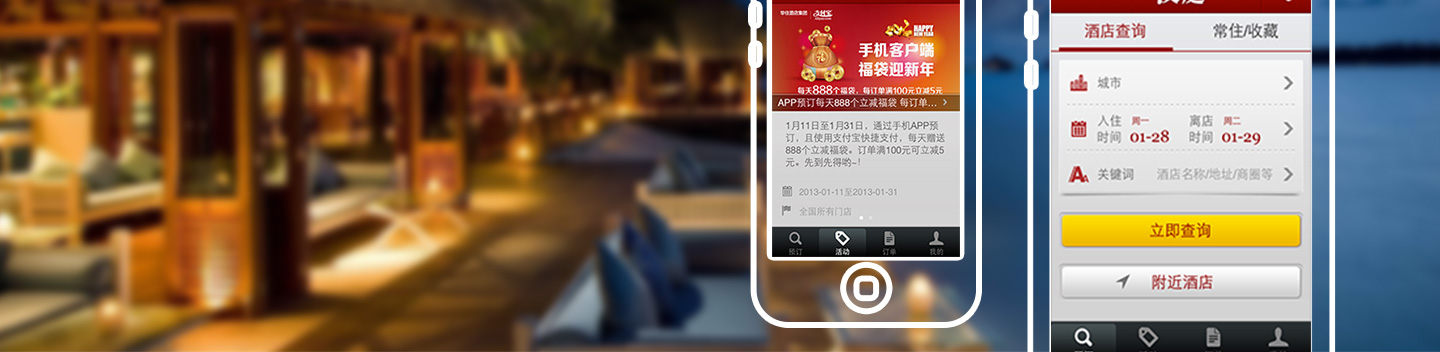 华住酒店集团
支付宝
HAPPY
NEW YEAR
手机客户端
福袋迎新年
每天888个福袋，每订单满100元立减5元
APP预订每天888个立减福袋 每订单...
1月11日至1月31日，通过手机APP预
订，且使用支付宝快捷支付，每天赠送
888个立减福袋。订单满100元可立减5
元。先到先得哟~！
2013-01-11至2013-01-31
全国所有门店
预订
活动
订单
我的
酒店查询
常住/收藏
城市
入住 周一
时间 01-28
离店 周二
时间 01-29
关键词 酒店名称/地址/商圈等
立即查询
附近酒店